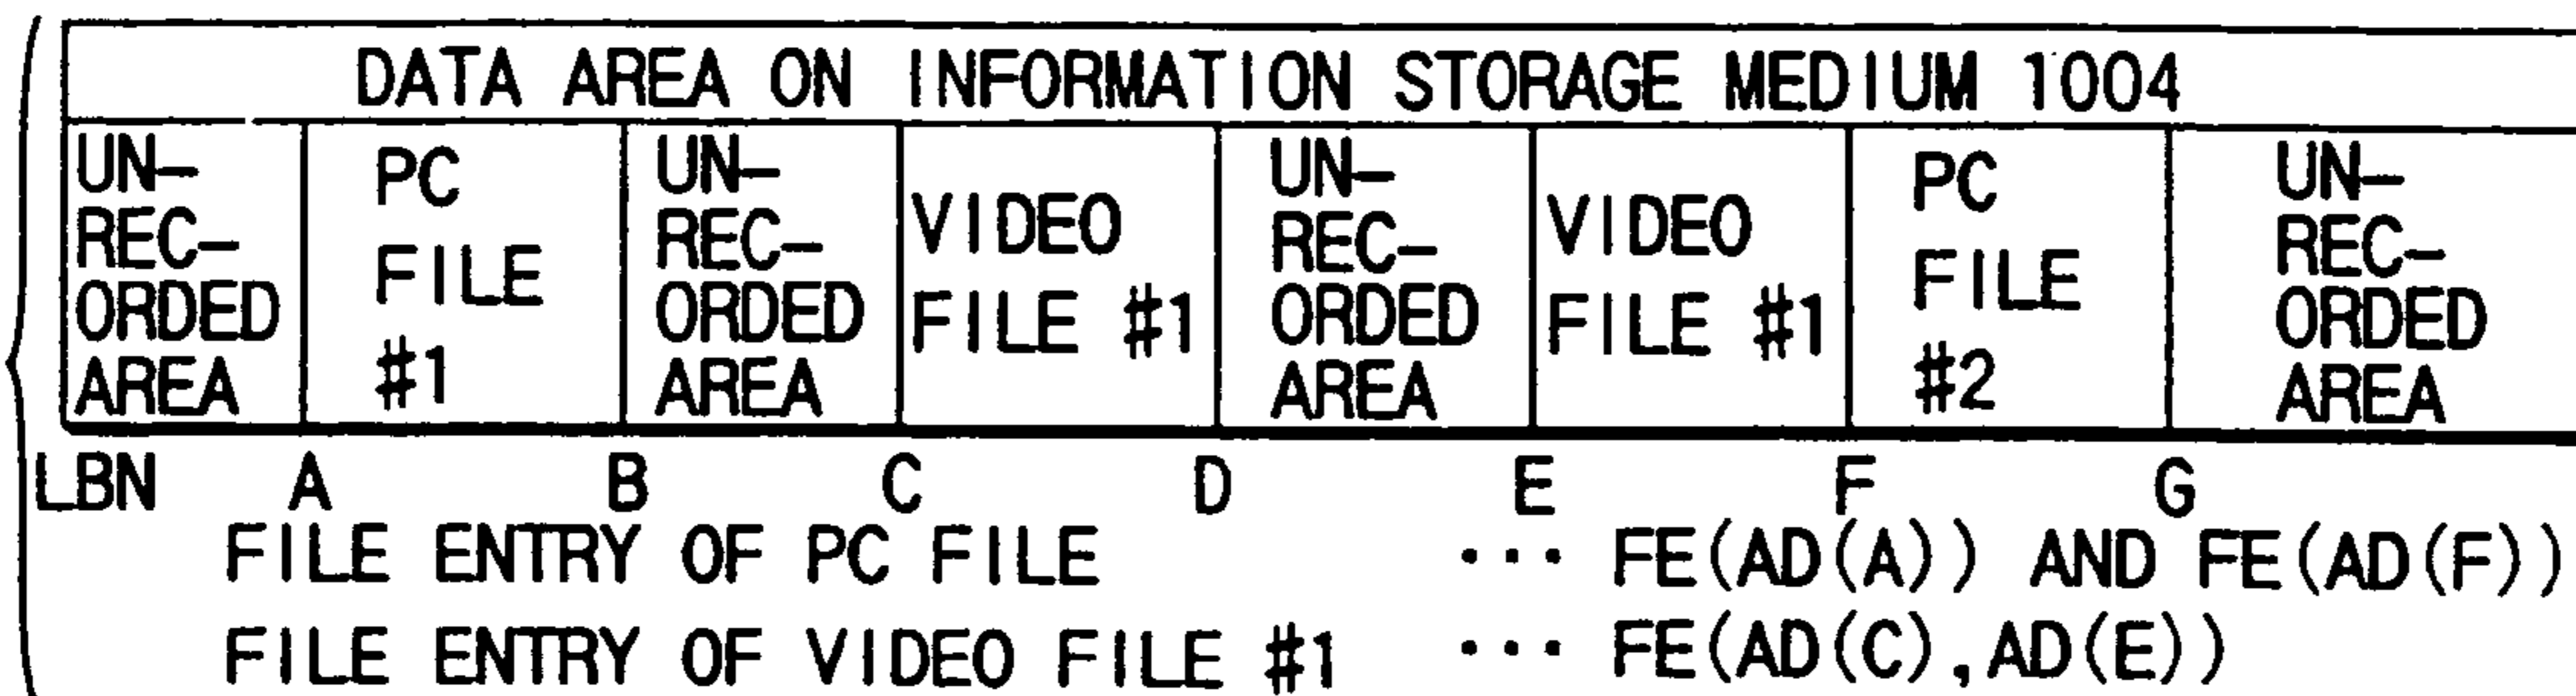 DATA AREA ON INFORMATION STORAGE MEDIUM 1004
UN-
REC-
ORDED
AREA
PC
FILE
#1
UN-
REC-
ORDED
AREA
VIDEO
FILE #1
UN-
REC-
ORDED
AREA
VIDEO
FILE #1
PC
FILE
#2
UN-
REC-
ORDED
AREA
LBN A B C D E F G
FILE ENTRY OF PC FILE ... FE(AD(A)) AND FE(AD(F))
FILE ENTRY OF VIDEO FILE #1 ... FE(AD(C),AD(E))